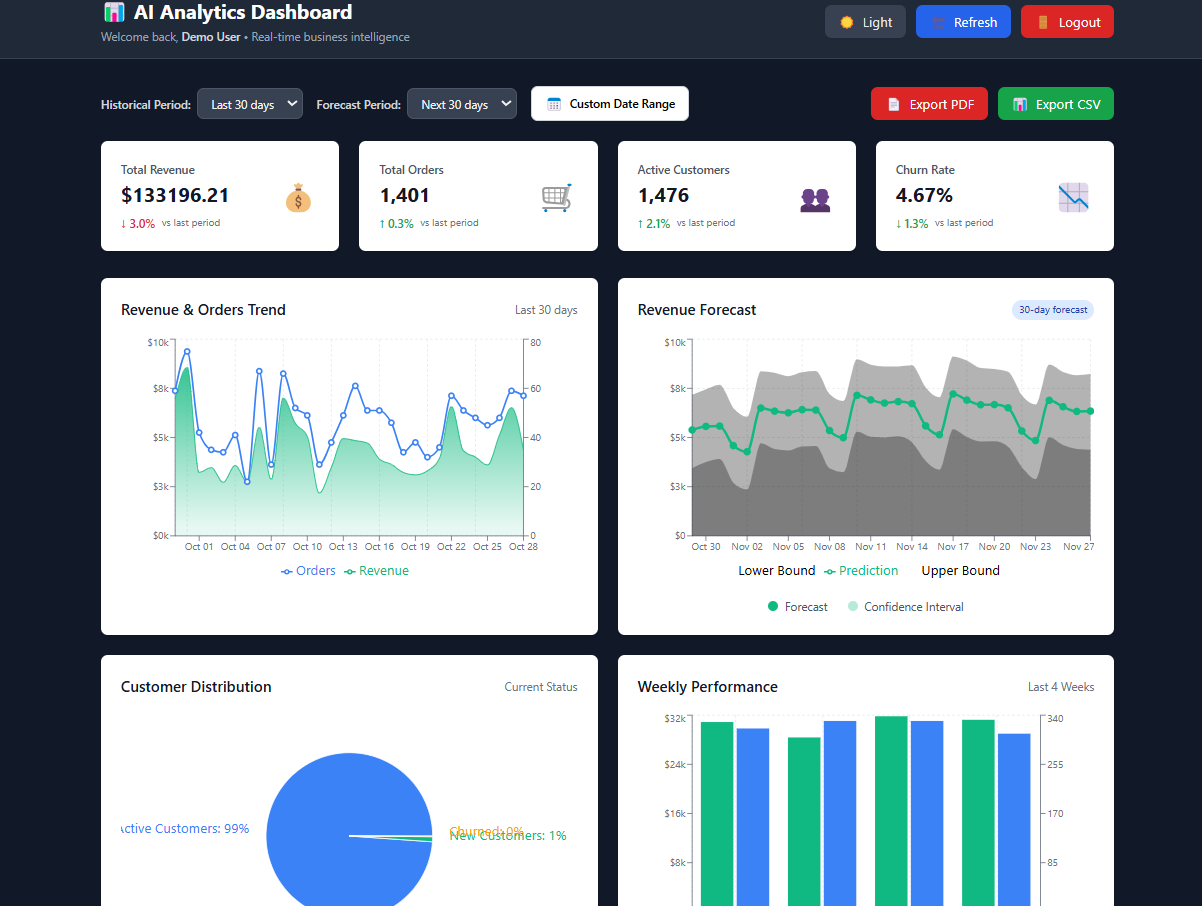 AI Analytics Dashboard
Welcome back, Demo User • Real-time business intelligence
Light
Refresh
Logout
Historical Period: Last 30 days
Forecast Period: Next 30 days
Custom Date Range
Export PDF
Export CSV
Total Revenue
$133196.21
↓ 3.0% vs last period
Total Orders
1,401
↑ 0.3% vs last period
Active Customers
1,476
↑ 2.1% vs last period
Churn Rate
4.67%
↓ 1.3% vs last period
Revenue & Orders Trend
Last 30 days
$10k
$8k
$5k
$3k
$0k
80
60
40
20
0
Oct 01 Oct 04 Oct 07 Oct 10 Oct 13 Oct 16 Oct 19 Oct 22 Oct 25 Oct 28
Orders Revenue
Revenue Forecast
30-day forecast
$10k
$8k
$5k
$3k
$0
Oct 30 Nov 02 Nov 05 Nov 08 Nov 11 Nov 14 Nov 17 Nov 20 Nov 23 Nov 27
Lower Bound Prediction Upper Bound
Forecast Confidence Interval
Customer Distribution
Current Status
Active Customers: 99%
Churned: 0%
New Customers: 1%
Weekly Performance
Last 4 Weeks
$32k
$24k
$16k
$8k
340
255
170
85